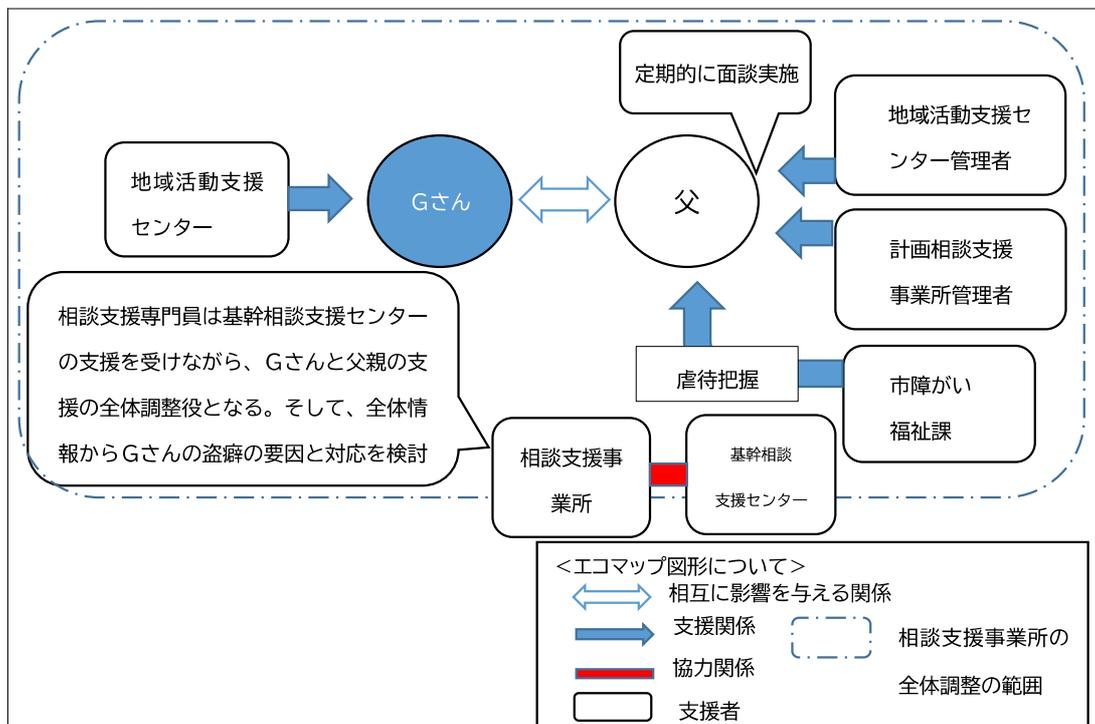 定期的に面談実施
地域活動支援セ
ンター管理者
地域活動支援
センター
Gさん
父
計画相談支援
事業所管理者
相談支援専門員は基幹相談支援センター
の支援を受けながら、Gさんと父親の支
援の全体調整役となる。そして、全体情
報からGさんの盗癖の要因と対応を検討
虐待把握
市障がい
福祉課
相談支援事
業所
基幹相談
支援センター
＜エコマップ図形について＞
相互に影響を与える関係
支援関係
協力関係
支援者
相談支援事業所の
全体調整の範囲